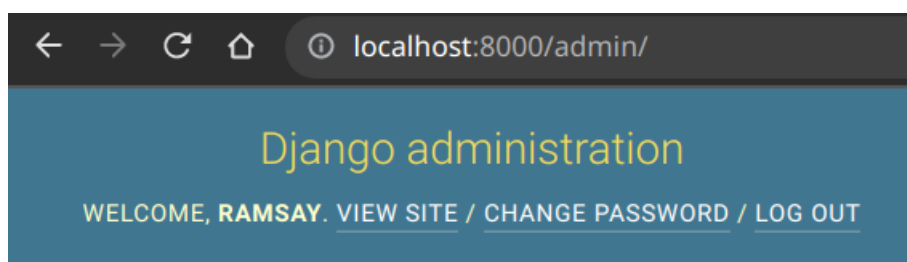 localhost:8000/admin/
Django administration
WELCOME, RAMSAY. VIEW SITE / CHANGE PASSWORD / LOG OUT